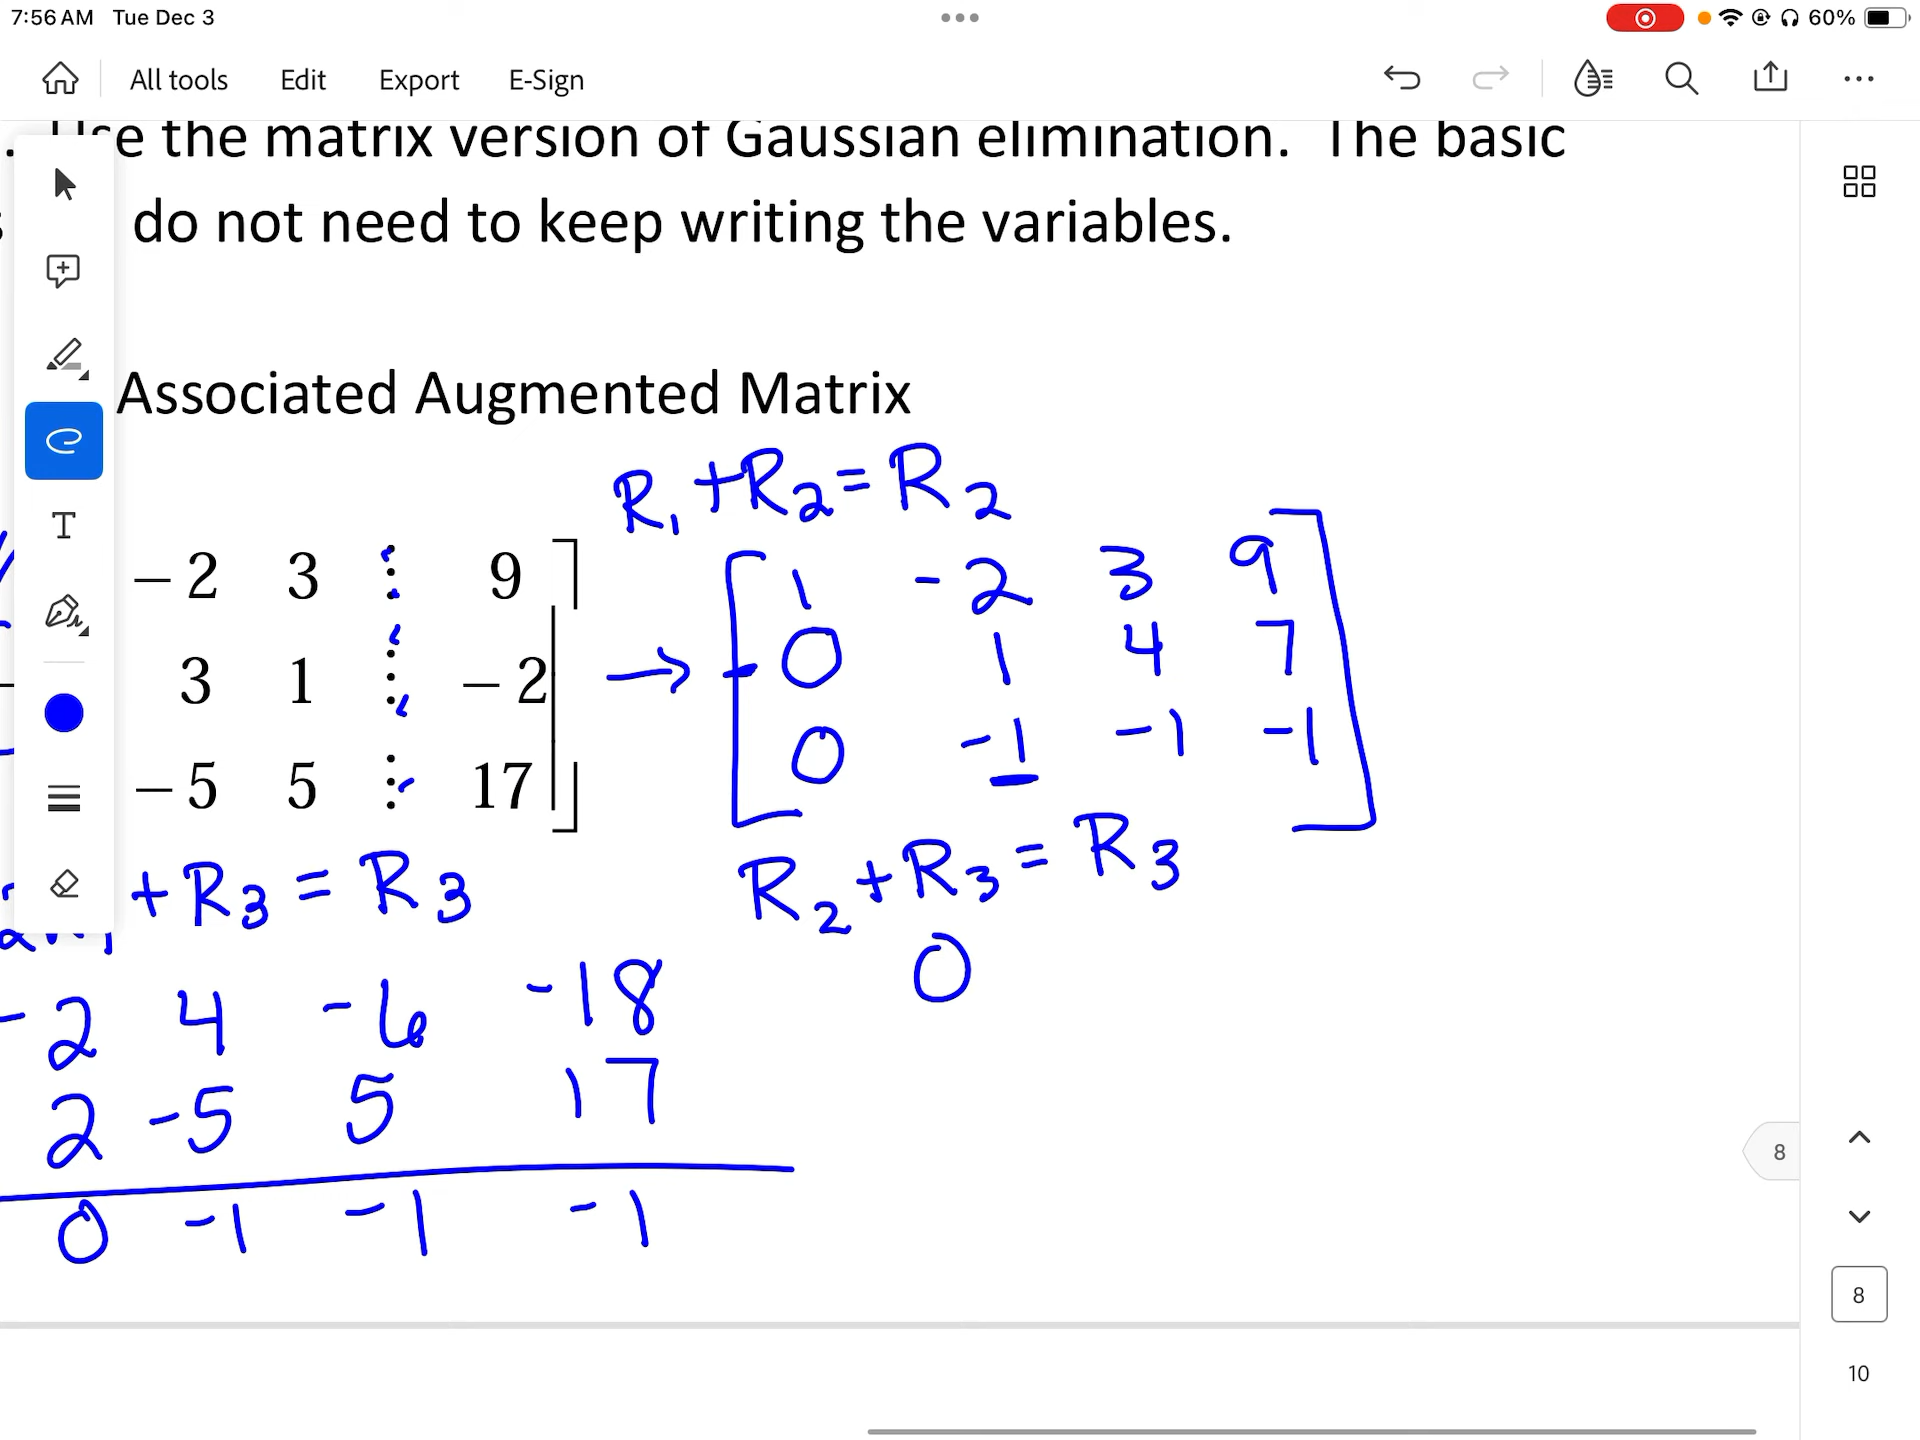 7:56 AM Tue Dec 3
60%
All tools Edit Export E-Sign
. Use the matrix version of Gaussian elimination. The basic
s do not need to keep writing the variables.
Associated Augmented Matrix
R₁ + R₂ = R₂
− 2 3 ⋮ 9
3 1 ⋮ − 2
− 5 5 ⋮ 17
→
1 - 2 3 9
0 1 4 7
0 -1 -1 -1
+ R₃ = R₃
R₂ + R₃ = R₃
0
- 2 4 - 6 - 18
2 - 5 5 17
0 - 1 - 1 - 1
T
8
8
10